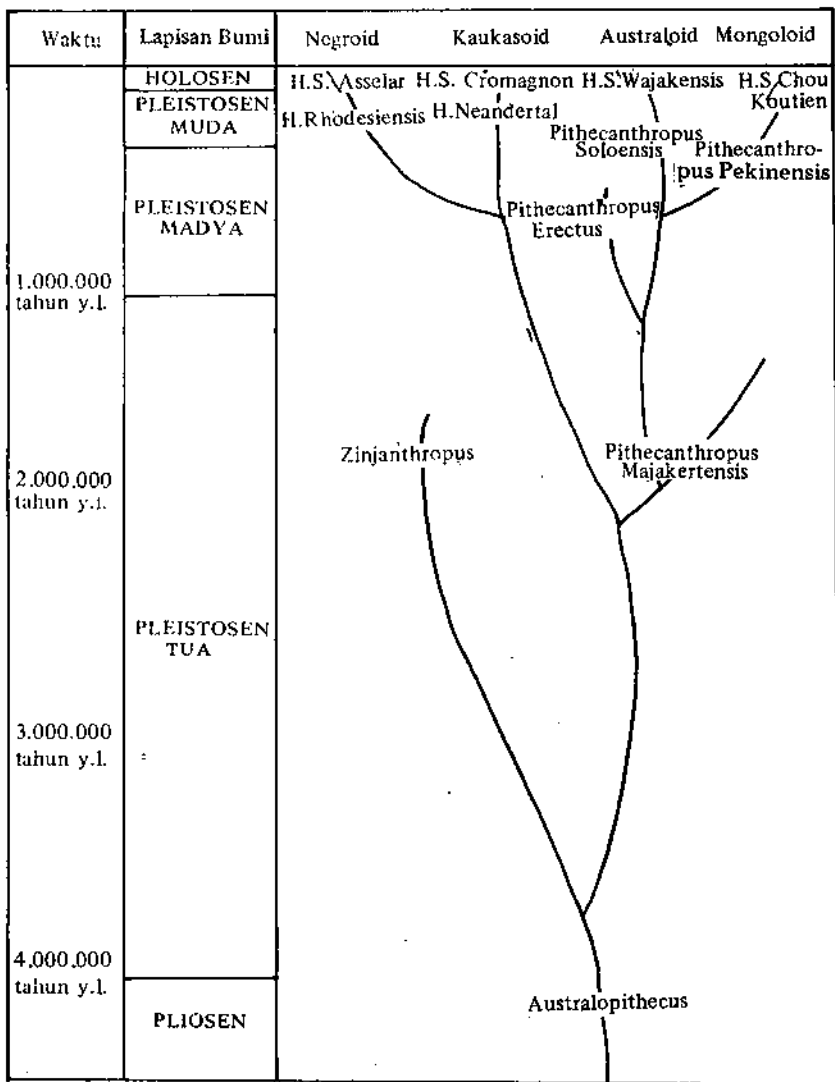 Waktu
Lapisan Bumi
Negroid
Kaukasoid
Australoid
Mongoloid
HOLOSEN
H.S. Asselar
H.S. Cromagnon
H.S. Wajakensis
H.S. Chou
Koutien
PLEISTOSEN
MUDA
H.Rhodesiensis
H.Neandertal
Pithecanthropus
Soloensis
Pithecanthro-
pus Pekinensis
PLEISTOSEN
MADYA
Pithecanthropus
Erectus
1.000.000
tahun y.l.
Zinjanthropus
Pithecanthropus
Majakertensis
2.000.000
tahun y.l.
PLEISTOSEN
TUA
3.000.000
tahun y.l.
4.000.000
tahun y.l.
PLIOSEN
Australopithecus